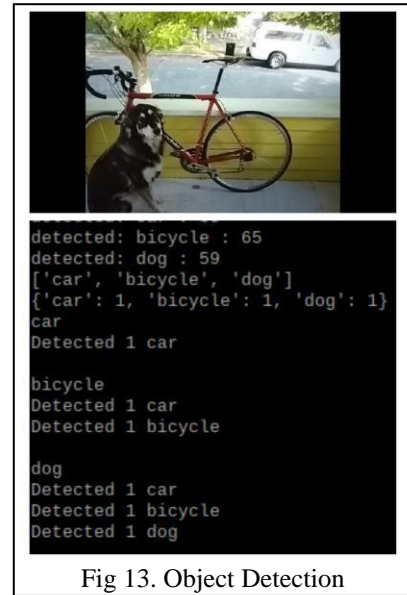 detected: bicycle : 65
detected: dog : 59
['car', 'bicycle', 'dog']
{'car': 1, 'bicycle': 1, 'dog': 1}
car
Detected 1 car
bicycle
Detected 1 car
Detected 1 bicycle
dog
Detected 1 car
Detected 1 bicycle
Detected 1 dog
Fig 13. Object Detection